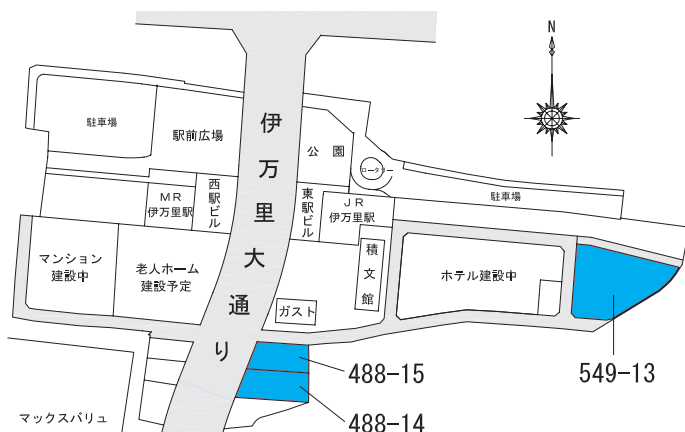 N
伊万里大通り
駐車場
駅前広場
公園
ロータリー
駐車場
MR
伊万里駅
西駅ビル
東駅ビル
JR
伊万里駅
積文館
マンション
建設中
老人ホーム
建設予定
ホテル建設中
ガスト
488-15
549-13
488-14
マックスバリュ